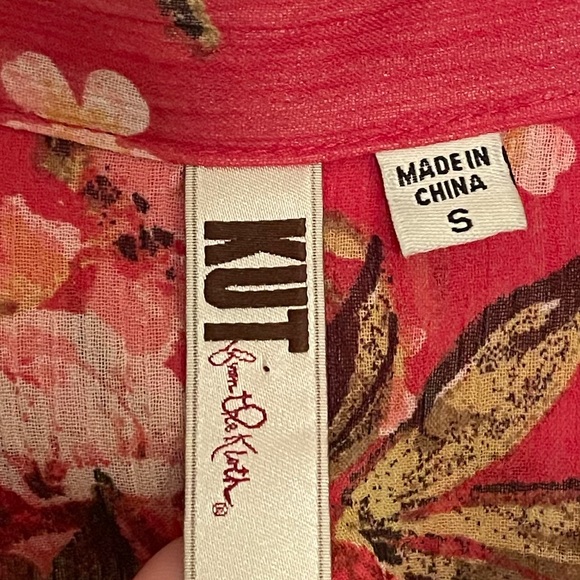 KUT
from the Kloth®
MADE IN
CHINA
S